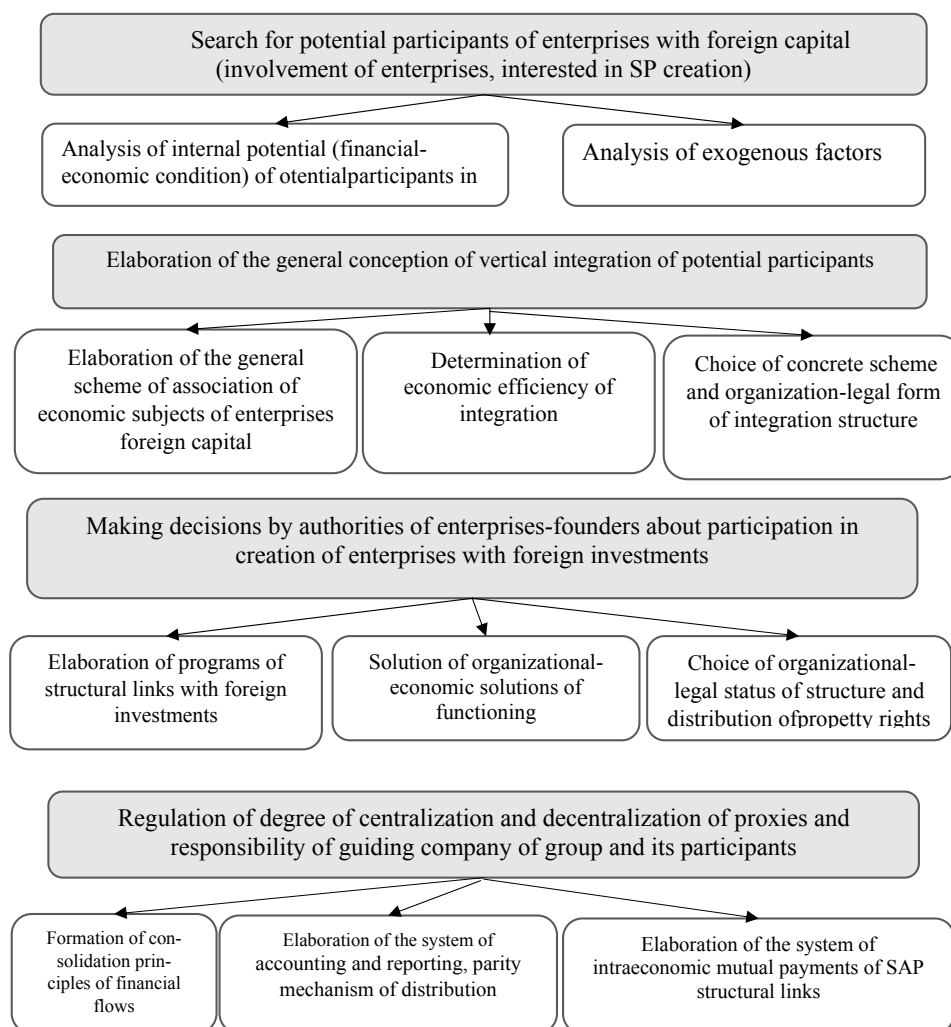 Search for potential participants of enterprises with foreign capital
(involvement of enterprises, interested in SP creation)
Analysis of internal potential (financial-
economic condition) of otentialparticipants in
Analysis of exogenous factors
Elaboration of the general conception of vertical integration of potential participants
Elaboration of the general
scheme of association of
economic subjects of enterprises
foreign capital
Determination of
economic efficiency of
integration
Choice of concrete scheme
and organization-legal form
of integration structure
Making decisions by authorities of enterprises-founders about participation in
creation of enterprises with foreign investments
Elaboration of programs of
structural links with foreign
investments
Solution of organizational-
economic solutions of
functioning
Choice of organizational-
legal status of structure and
distribution ofpropetty rights
Regulation of degree of centralization and decentralization of proxies and
responsibility of guiding company of group and its participants
Formation of con-
solidation prin-
ciples of financial
flows
Elaboration of the system of
accounting and reporting, parity
mechanism of distribution
Elaboration of the system of
intraeconomic mutual payments of SAP
structural links